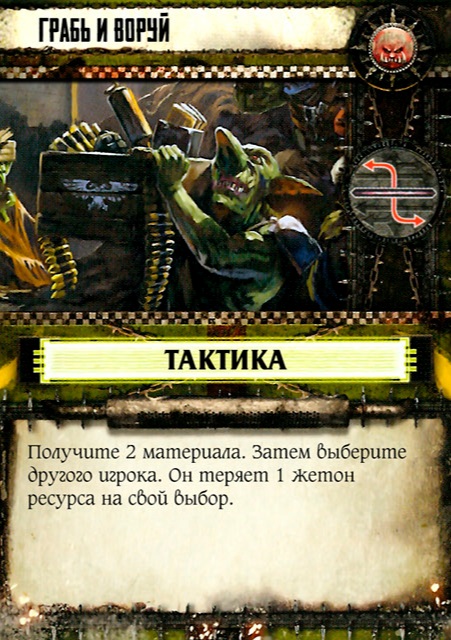 ГРАБЬ И ВОРУЙ
ТАКТИКА
Получите 2 материала. Затем выберите
другого игрока. Он теряет 1 жетон
ресурса на свой выбор.